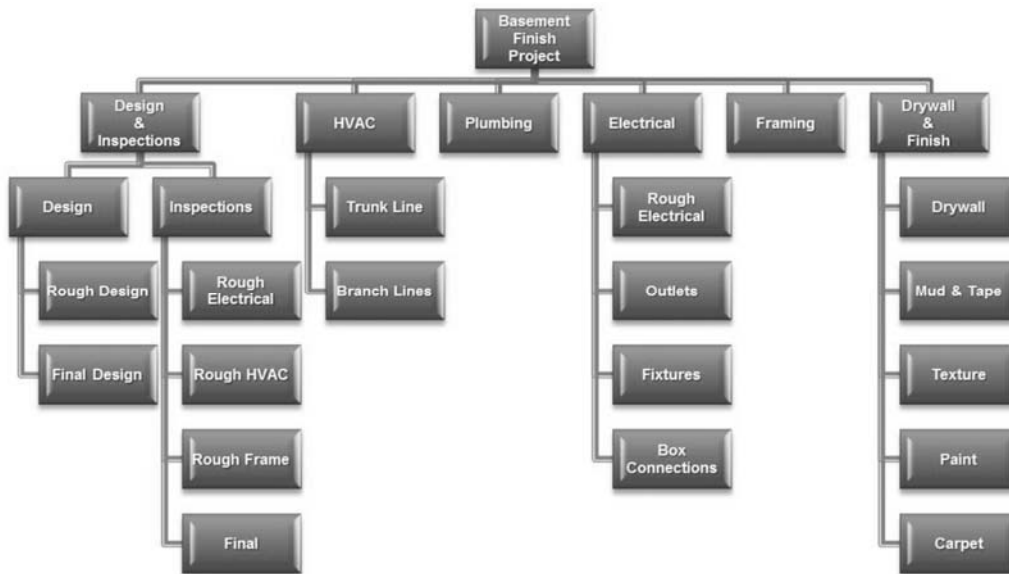 Basement
Finish
Project
Design
&
Inspections
HVAC
Plumbing
Electrical
Framing
Drywall
&
Finish
Design
Inspections
Rough Design
Final Design
Rough
Electrical
Rough HVAC
Rough Frame
Final
Trunk Line
Branch Lines
Rough
Electrical
Outlets
Fixtures
Box
Connections
Drywall
Mud & Tape
Texture
Paint
Carpet